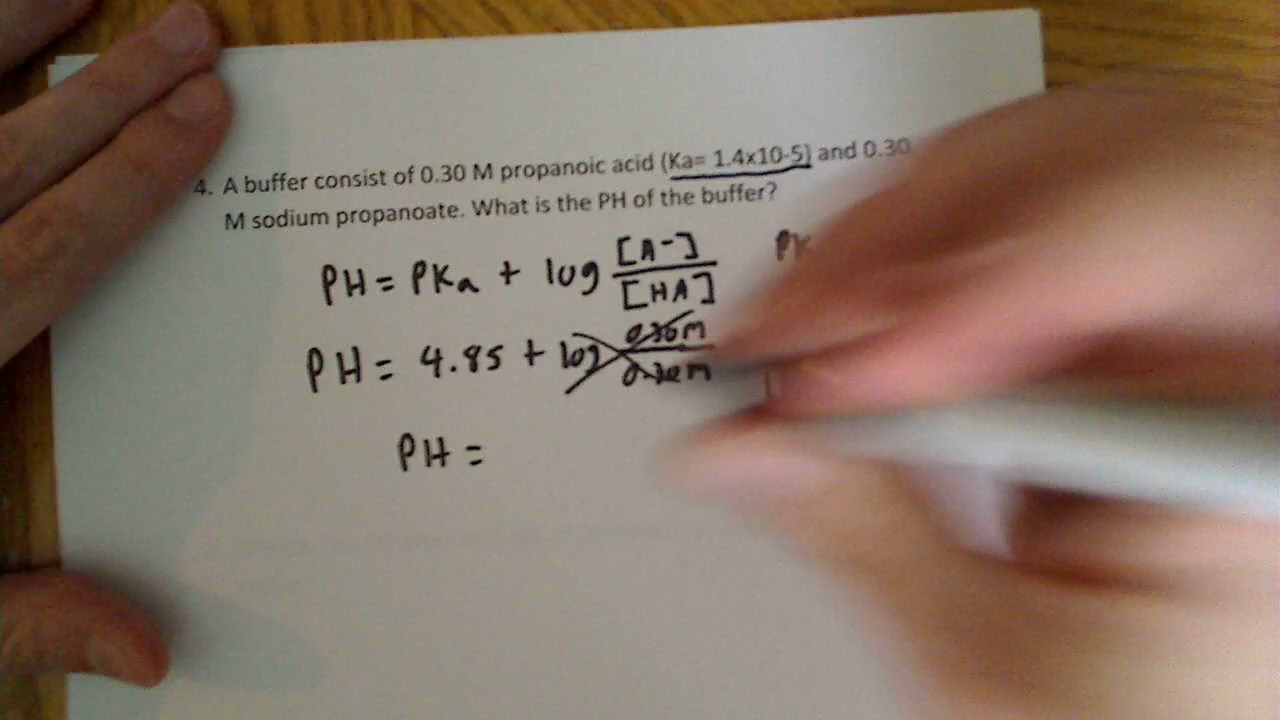 4. A buffer consist of 0.30 M propanoic acid (Ka= 1.4x10-5) and 0.30
M sodium propanoate. What is the PH of the buffer?
PH = PKa + log [A-] / [HA] PK
PH = 4.85 + log 0.30M / 0.30M
PH =